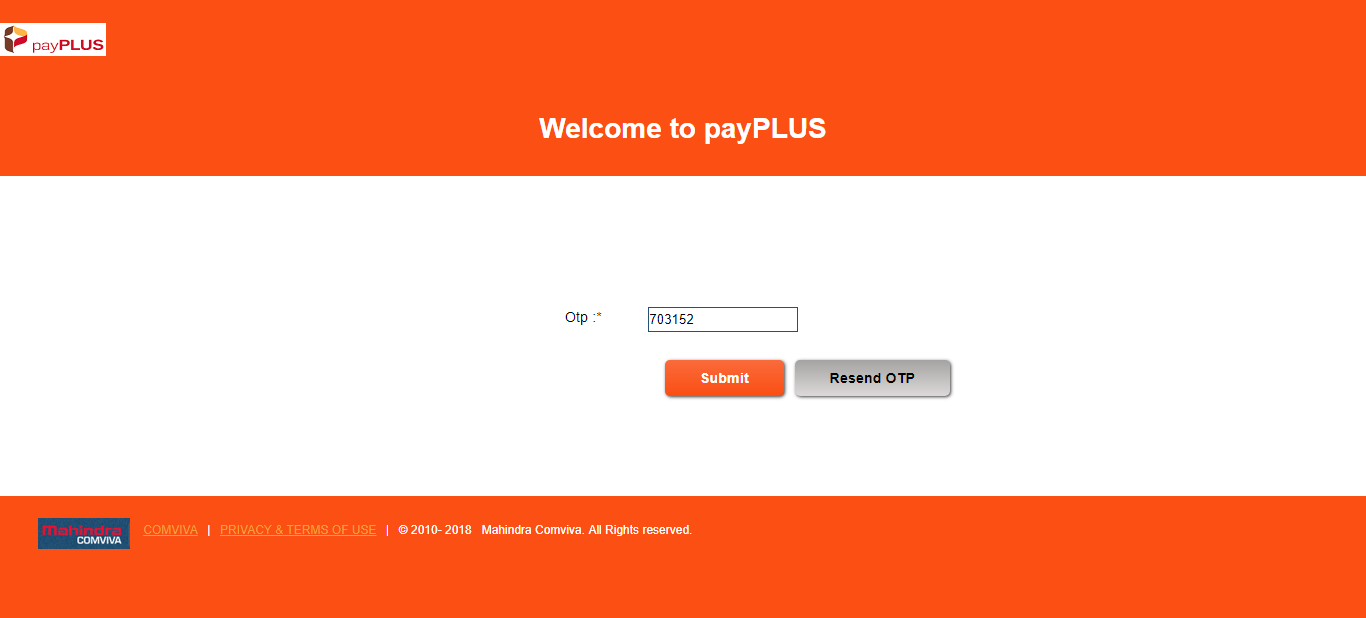 payPLUS
Welcome to payPLUS
Otp :* 703152
Submit Resend OTP
Mahindra
COMVIVA
COMVIVA | PRIVACY & TERMS OF USE | © 2010- 2018 Mahindra Comviva. All Rights reserved.